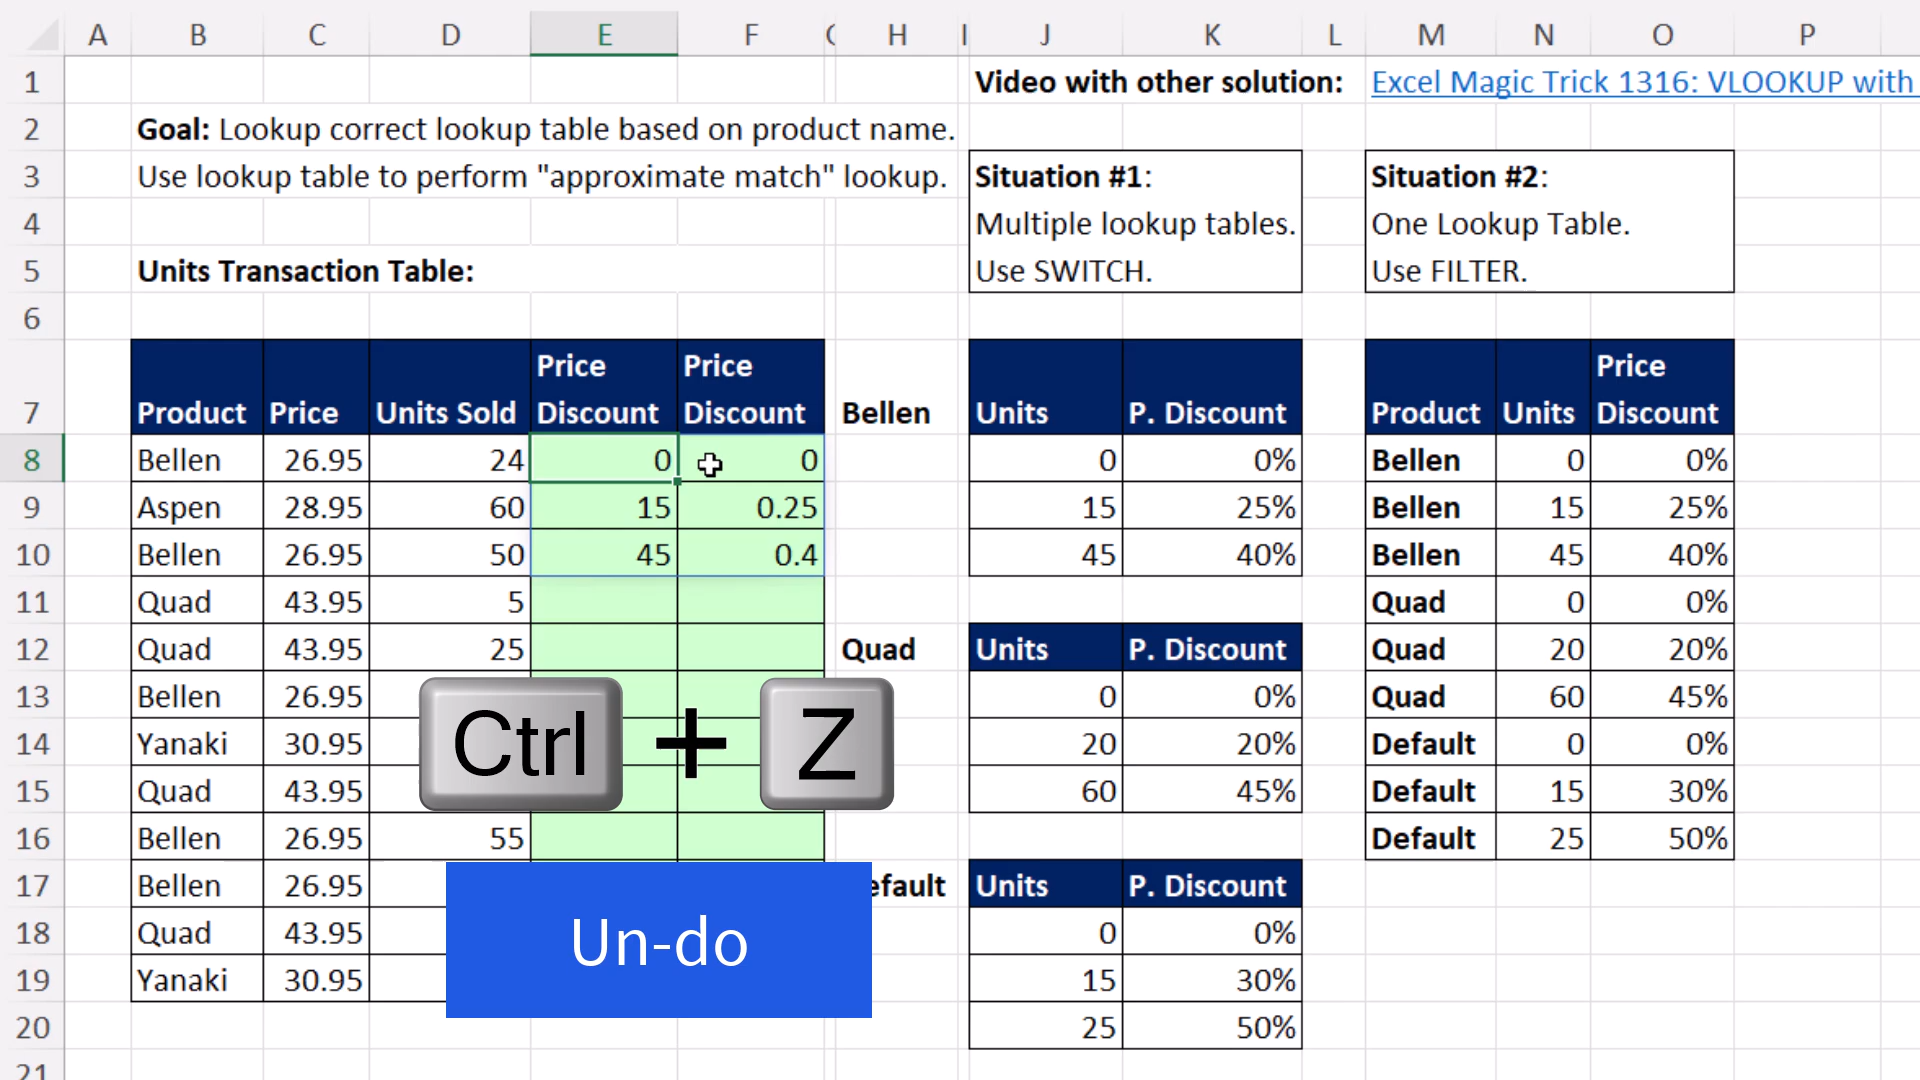 A B C D E F H I J K L M N O P
1 Video with other solution: Excel Magic Trick 1316: VLOOKUP with
2 Goal: Lookup correct lookup table based on product name.
3 Use lookup table to perform "approximate match" lookup. Situation #1: Situation #2:
4 Multiple lookup tables. One Lookup Table.
5 Units Transaction Table: Use SWITCH. Use FILTER.
6
Price Price Price
7 Product Price Units Sold Discount Discount Bellen Units P. Discount Product Units Discount
8 Bellen 26.95 24 0 0 0 0% Bellen 0 0%
9 Aspen 28.95 60 15 0.25 15 25% Bellen 15 25%
10 Bellen 26.95 50 45 0.4 45 40% Bellen 45 40%
11 Quad 43.95 5 Quad 0 0%
12 Quad 43.95 25 Quad Units P. Discount Quad 20 20%
13 Bellen 26.95 0 0% Quad 60 45%
14 Yanaki 30.95 20 20% Default 0 0%
Ctrl + Z
15 Quad 43.95 60 45% Default 15 30%
16 Bellen 26.95 55 Default 25 50%
17 Bellen 26.95 efault Units P. Discount
18 Quad 43.95 0 0%
Un-do
19 Yanaki 30.95 15 30%
20 25 50%
21